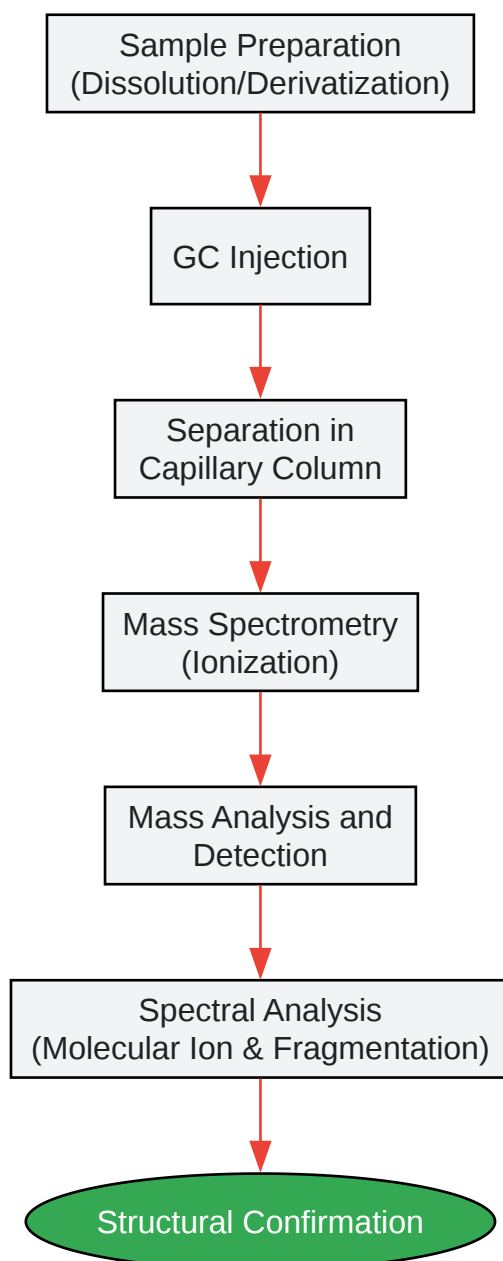 Sample Preparation
(Dissolution/Derivatization)
GC Injection
Separation in
Capillary Column
Mass Spectrometry
(Ionization)
Mass Analysis and
Detection
Spectral Analysis
(Molecular Ion & Fragmentation)
Structural Confirmation